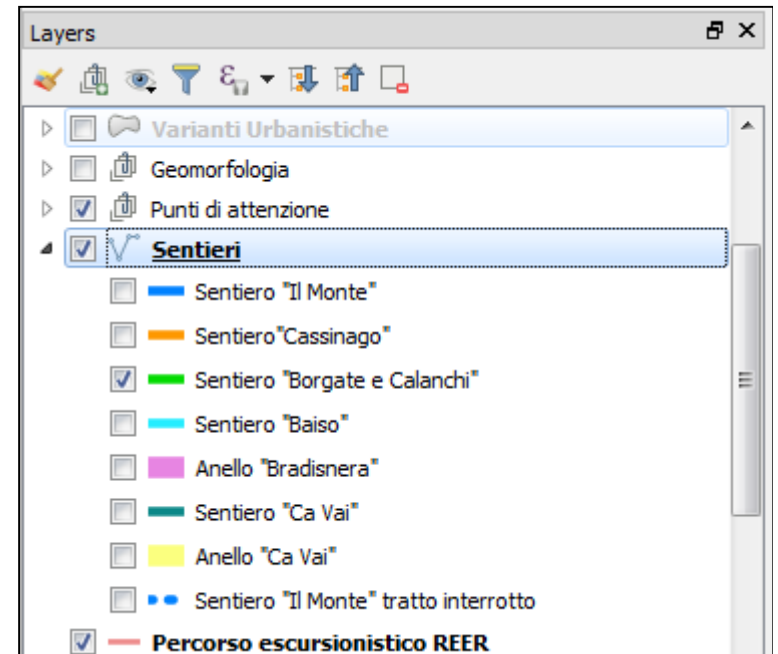 Layers
Varianti Urbanistiche
Geomorfologia
Punti di attenzione
Sentieri
Sentiero "Il Monte"
Sentiero"Cassinago"
Sentiero "Borgate e Calanchi"
Sentiero "Baiso"
Anello "Bradisnera"
Sentiero "Ca Vai"
Anello "Ca Vai"
Sentiero "Il Monte" tratto interrotto
Percorso escursionistico REER